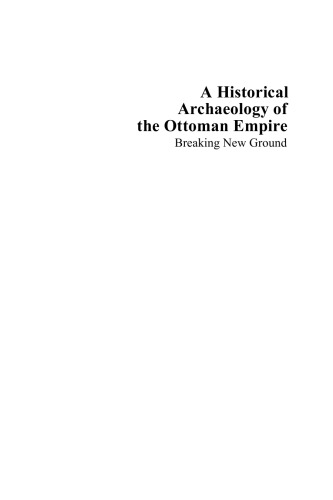 A Historical
Archaeology of
the Ottoman Empire
Breaking New Ground